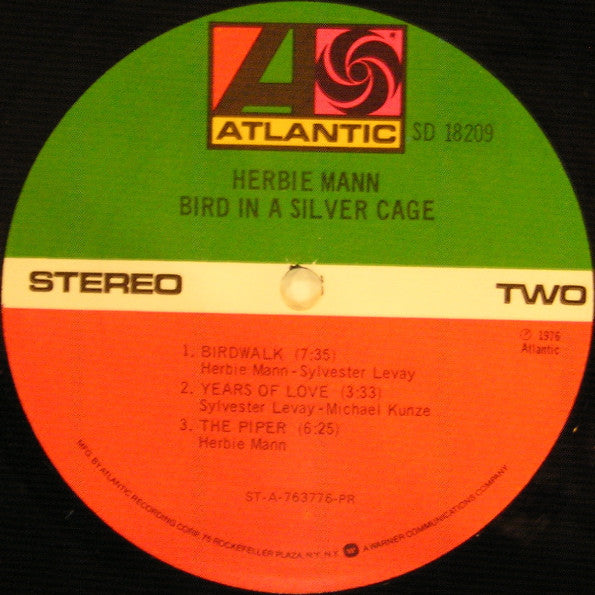 ATLANTIC SD 18209
HERBIE MANN
BIRD IN A SILVER CAGE
STEREO TWO
℗ 1976
Atlantic
1. BIRDWALK (7:35)
Herbie Mann - Sylvester Levay
2. YEARS OF LOVE (3:33)
Sylvester Levay - Michael Kunze
3. THE PIPER (6:25)
Herbie Mann
ST-A-763776-PR
MFG. BY ATLANTIC RECORDING CORP. 75 ROCKEFELLER PLAZA, N.Y. N.Y. A WARNER COMMUNICATIONS COMPANY